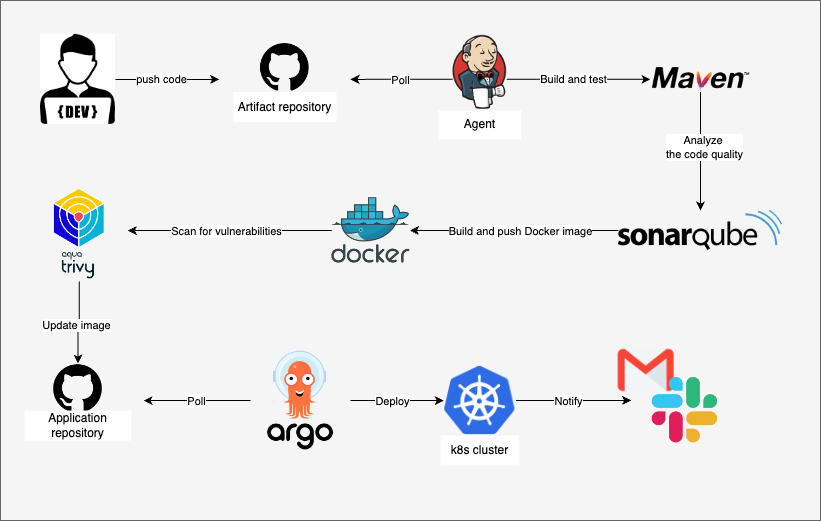 {DEV}
push code
Artifact repository
Poll
Agent
Build and test
Maven™
Analyze
the code quality
aqua
trivy
Scan for vulnerabilities
docker
Build and push Docker image
sonarqube
Update image
Application
repository
Poll
argo
Deploy
k8s cluster
Notify